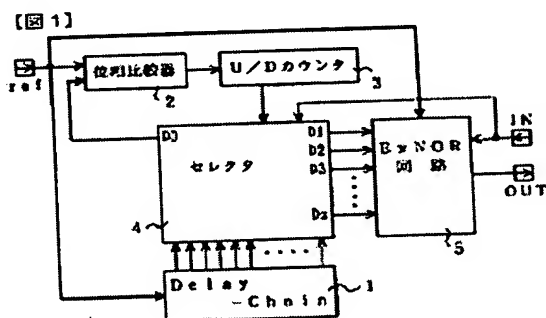 【図1】
ref
位相比較器
2
U/Dカウンタ
3
D0
セレクタ
4
D1
D2
D3
Dz
ExNOR
回路
5
IN
OUT
Delay
-Chain
1